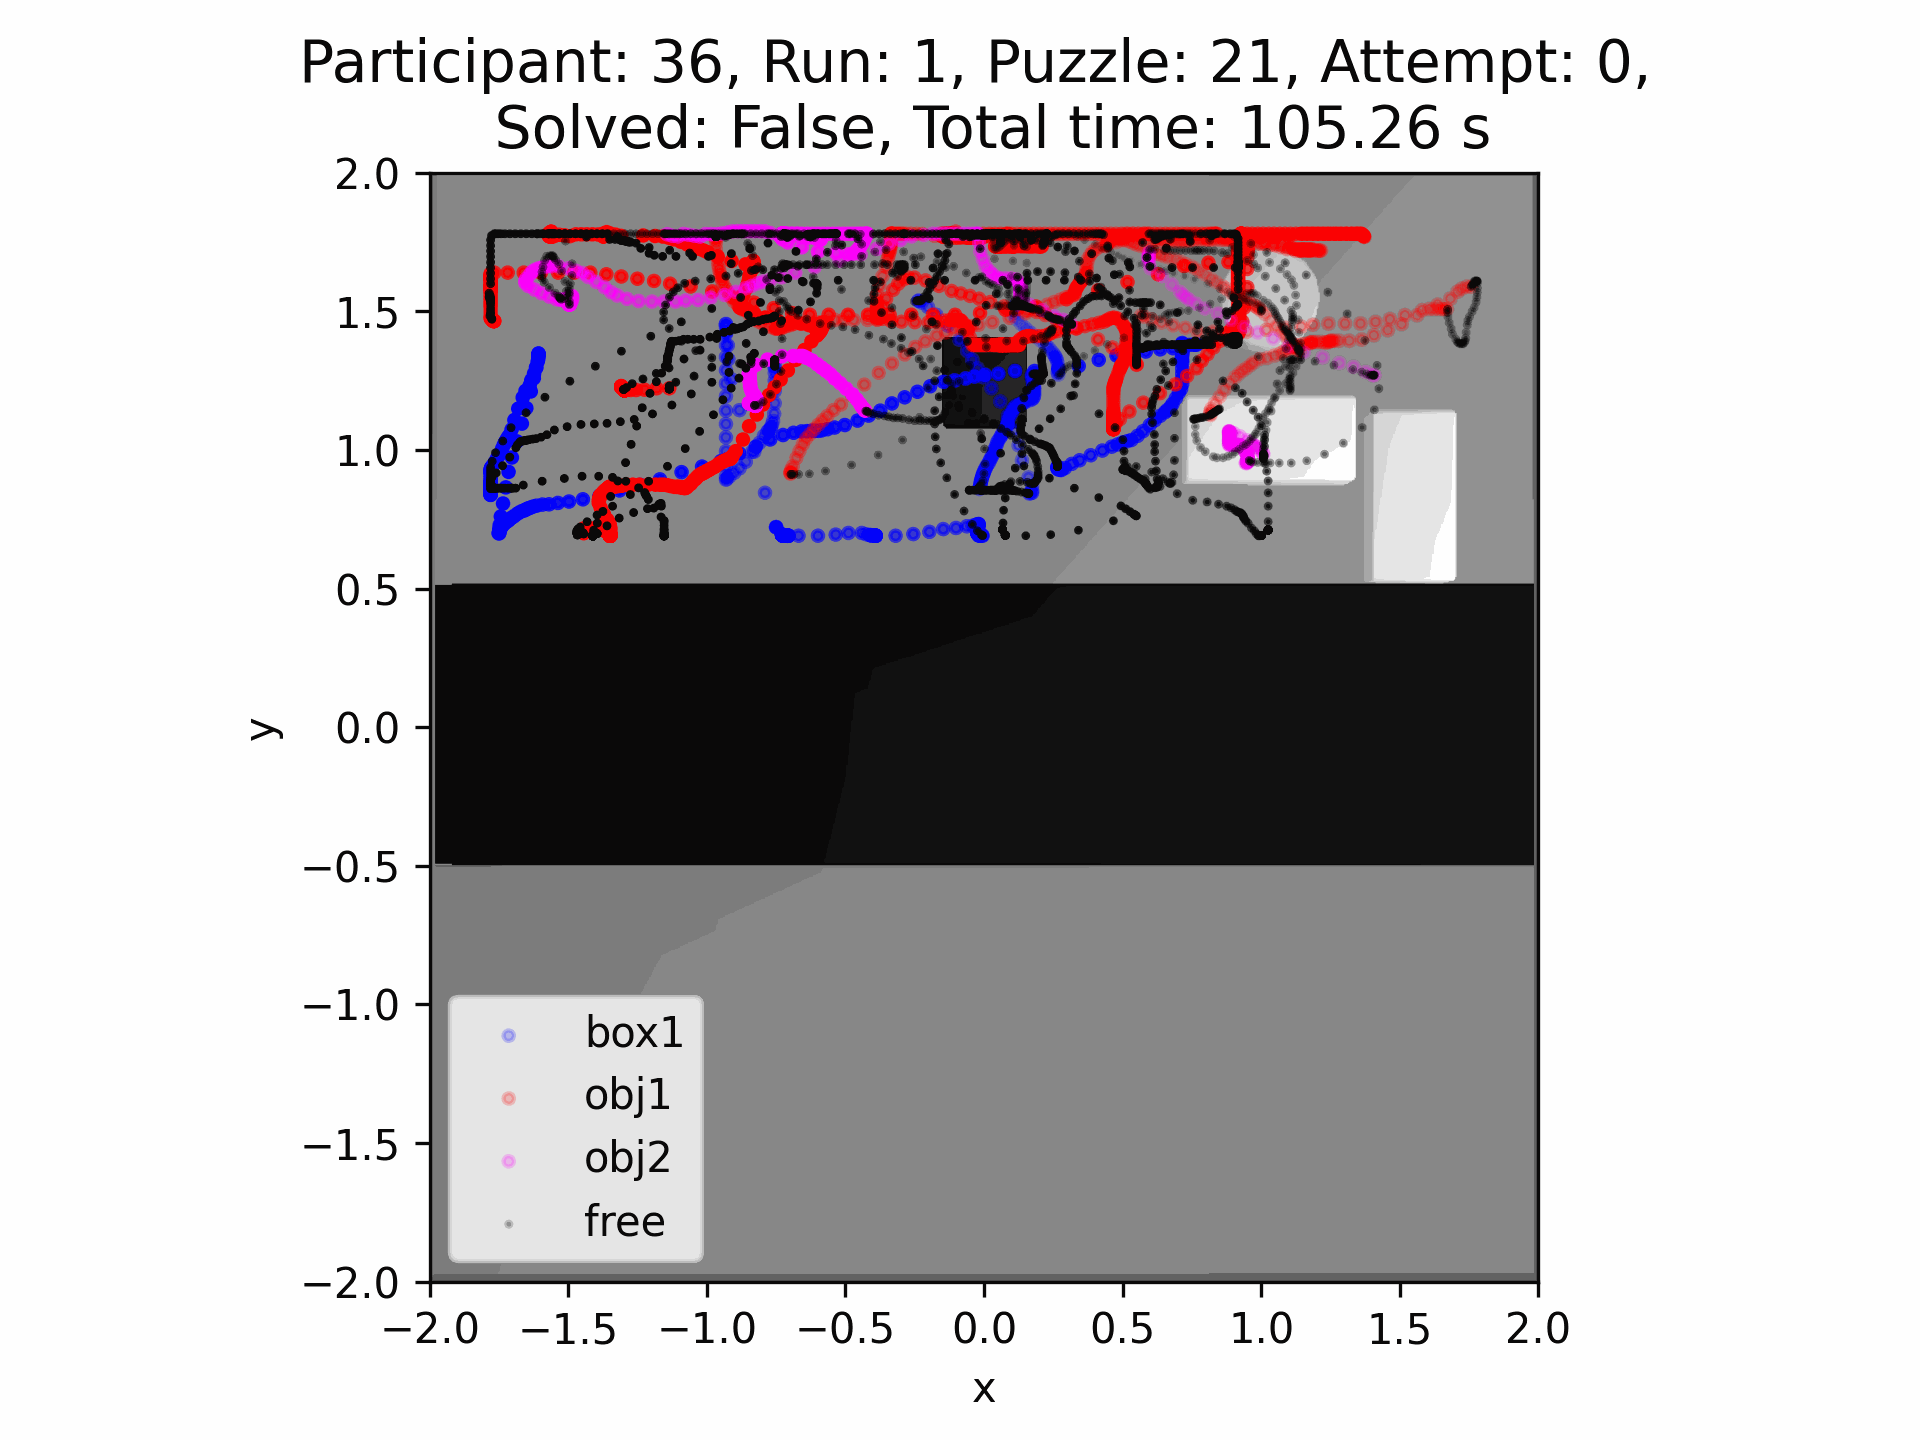 Participant: 36, Run: 1, Puzzle: 21, Attempt: 0,
Solved: False, Total time: 105.26 s
2.0
1.5
1.0
0.5
0.0
−0.5
−1.0
−1.5
−2.0
y
box1
obj1
obj2
free
−2.0 −1.5 −1.0 −0.5 0.0 0.5 1.0 1.5 2.0
x